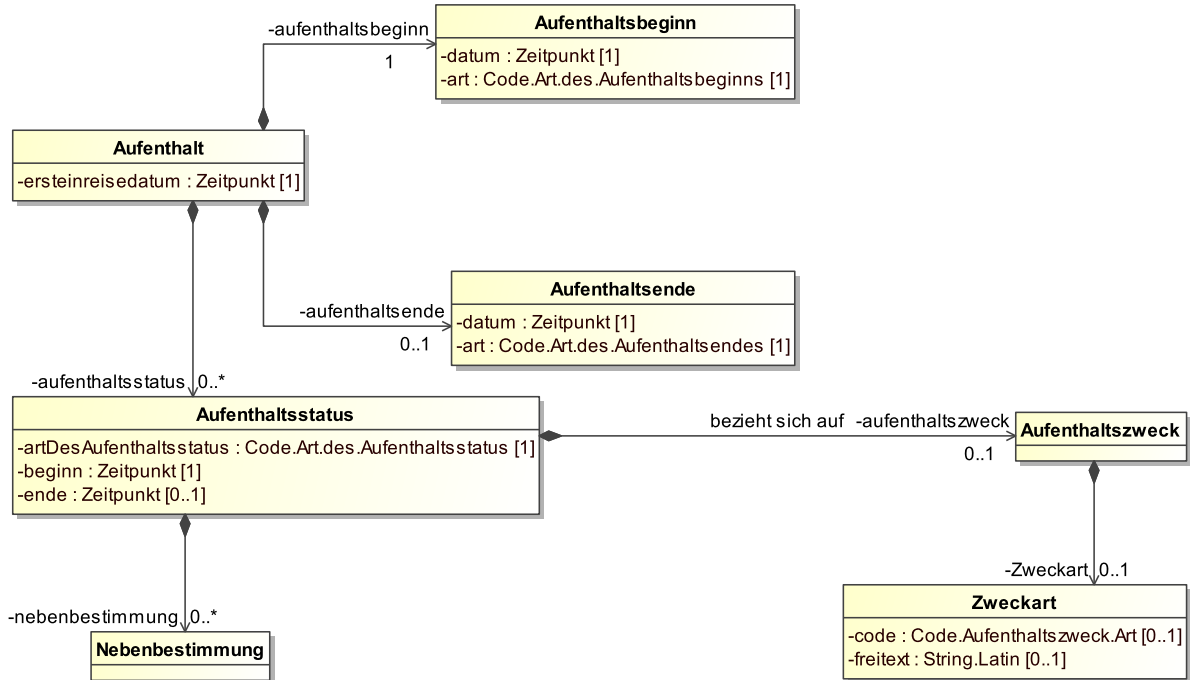 Aufenthaltsbeginn
-aufenthaltsbeginn
1
-datum : Zeitpunkt [1]
-art : Code.Art.des.Aufenthaltsbeginns [1]
Aufenthalt
-ersteinreisedatum : Zeitpunkt [1]
Aufenthaltsende
-aufenthaltsende
0..1
-datum : Zeitpunkt [1]
-art : Code.Art.des.Aufenthaltsendes [1]
-aufenthaltsstatus 0..*
Aufenthaltsstatus
-artDesAufenthaltsstatus : Code.Art.des.Aufenthaltsstatus [1]
-beginn : Zeitpunkt [1]
-ende : Zeitpunkt [0..1]
bezieht sich auf -aufenthaltszweck
0..1
Aufenthaltszweck
-Zweckart 0..1
Zweckart
-code : Code.Aufenthaltszweck.Art [0..1]
-freitext : String.Latin [0..1]
-nebenbestimmung 0..*
Nebenbestimmung